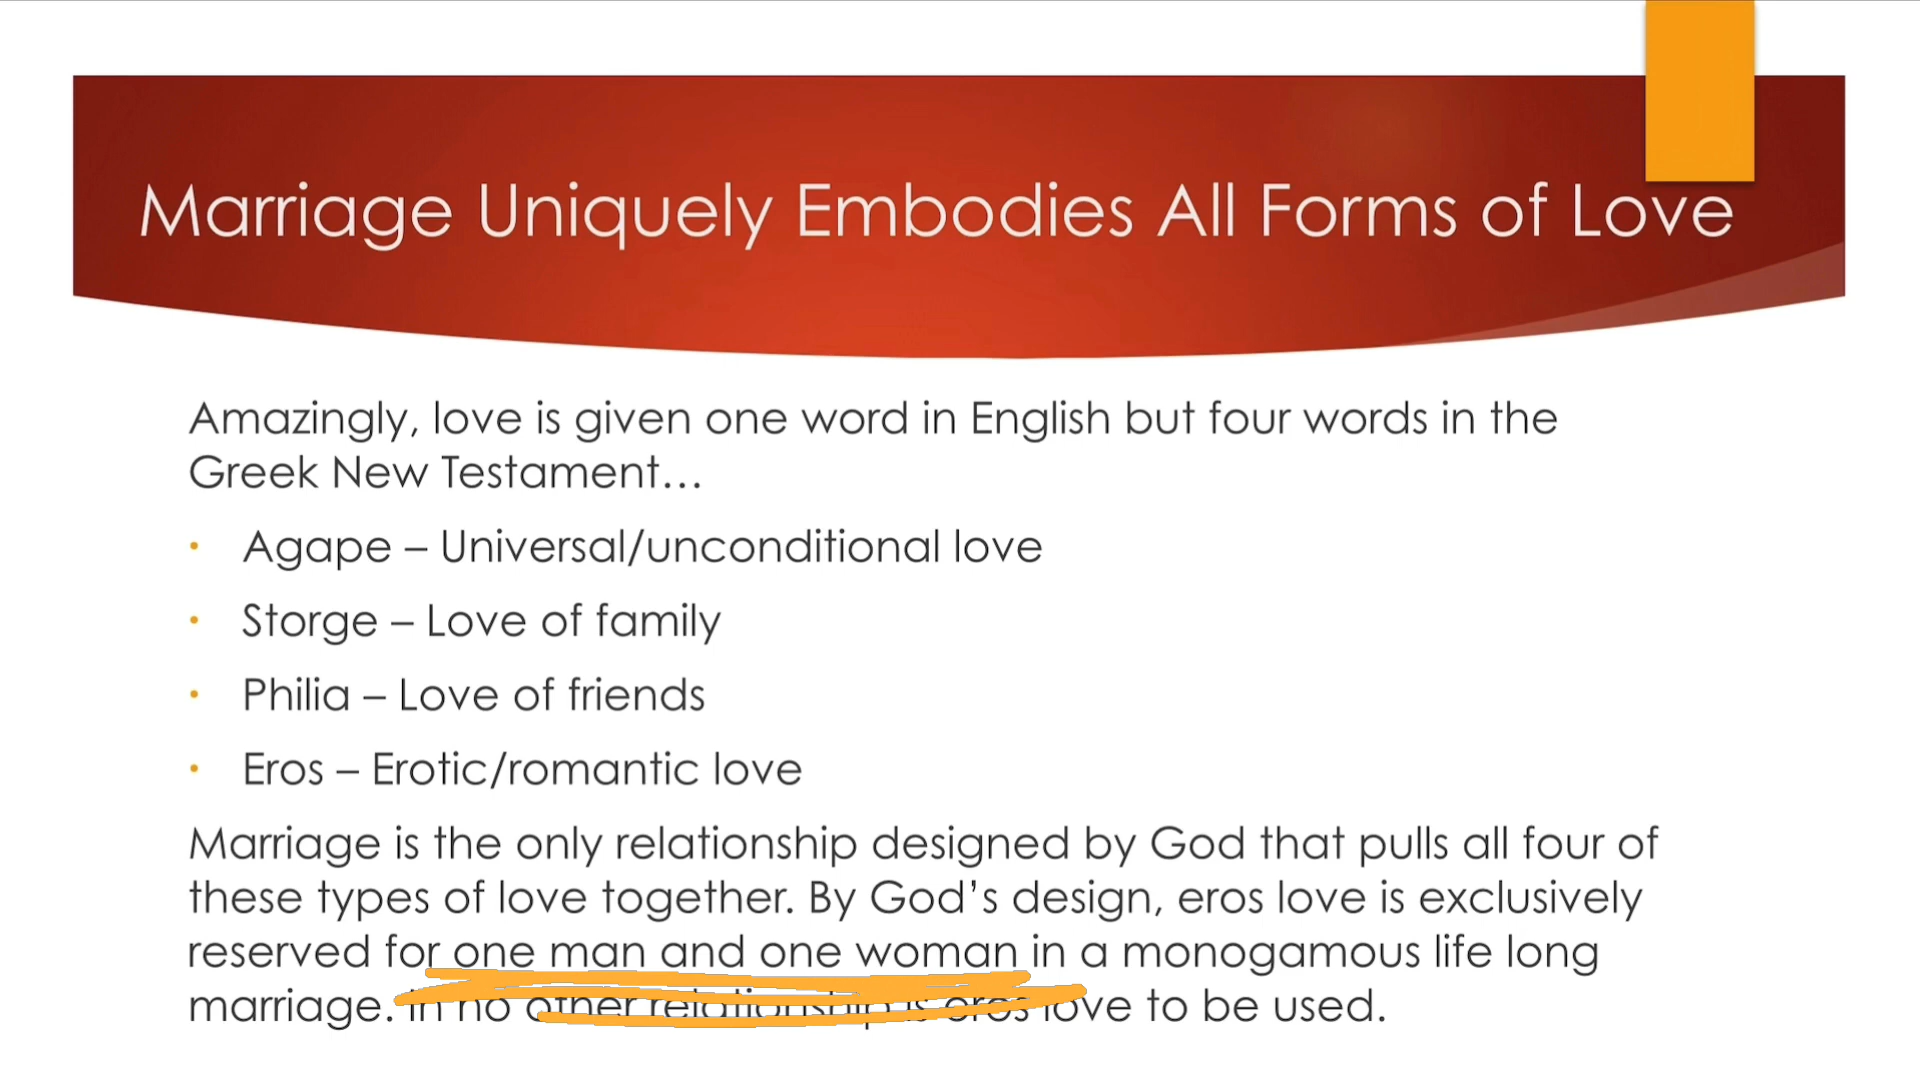 Marriage Uniquely Embodies All Forms of Love
Amazingly, love is given one word in English but four words in the
Greek New Testament…
• Agape – Universal/unconditional love
• Storge – Love of family
• Philia – Love of friends
• Eros – Erotic/romantic love
Marriage is the only relationship designed by God that pulls all four of
these types of love together. By God’s design, eros love is exclusively
reserved for one man and one woman in a monogamous life long
marriage. In no other relationship is eros love to be used.